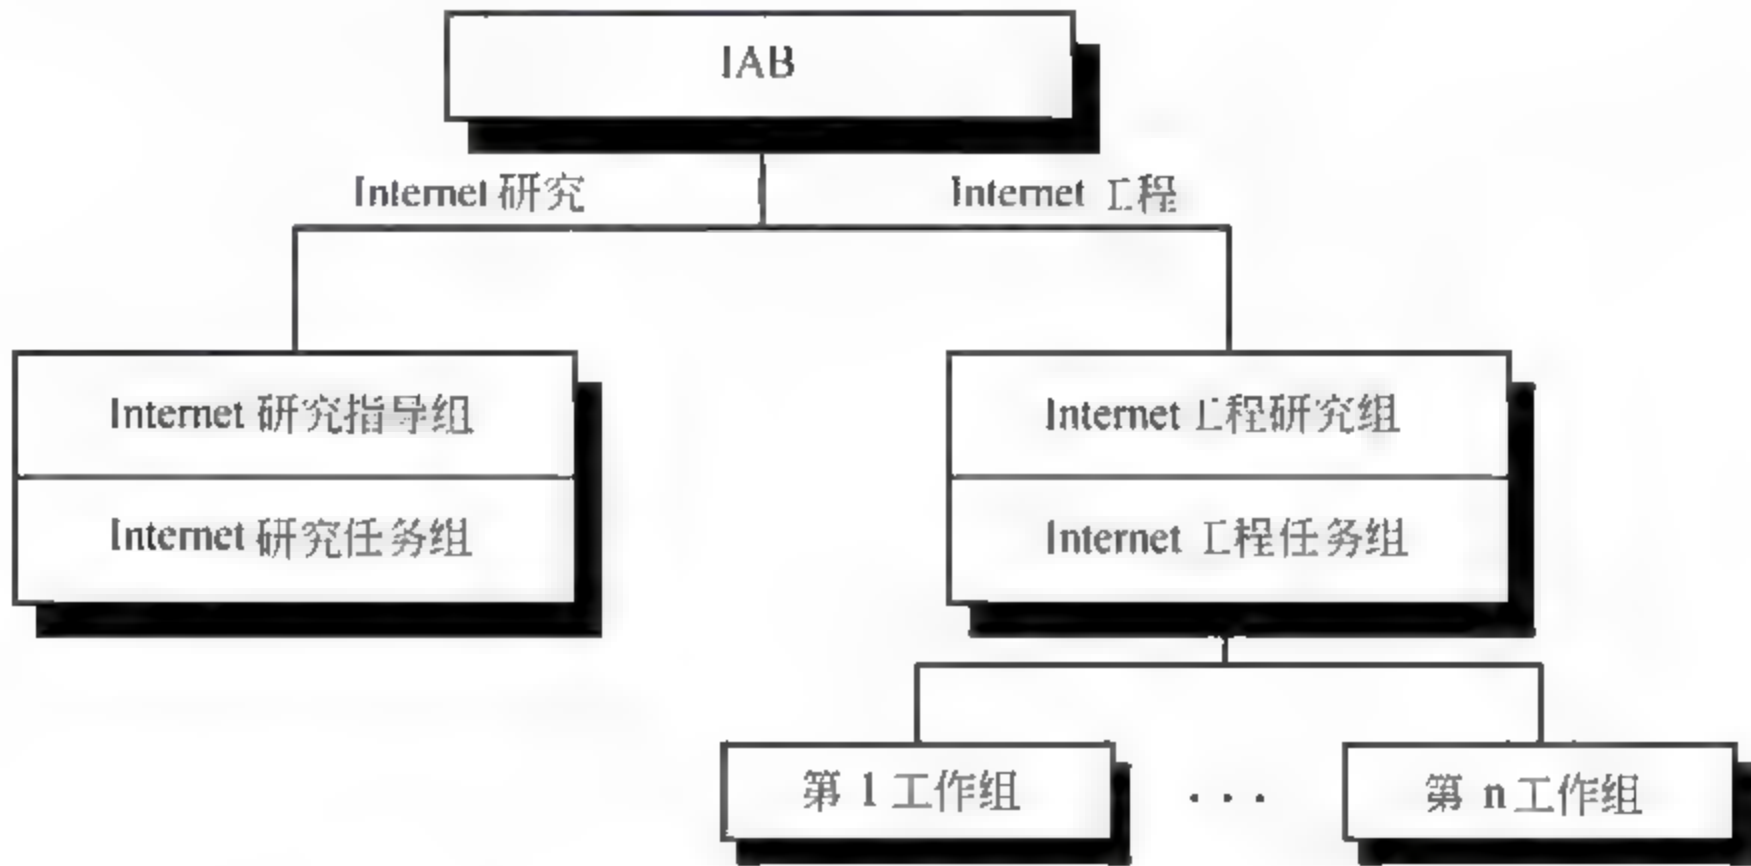 IAB
Internet 研究
Internet 工程
Internet 研究指导组
Internet 工程研究组
Internet 研究任务组
Internet 工程任务组
第 1 工作组
...
第 n 工作组